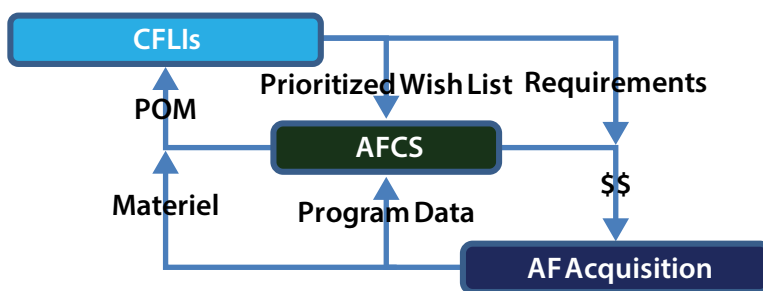 CFLIs
Prioritized Wish List
Requirements
POM
AFCS
Materiel
Program Data
$$
AF Acquisition